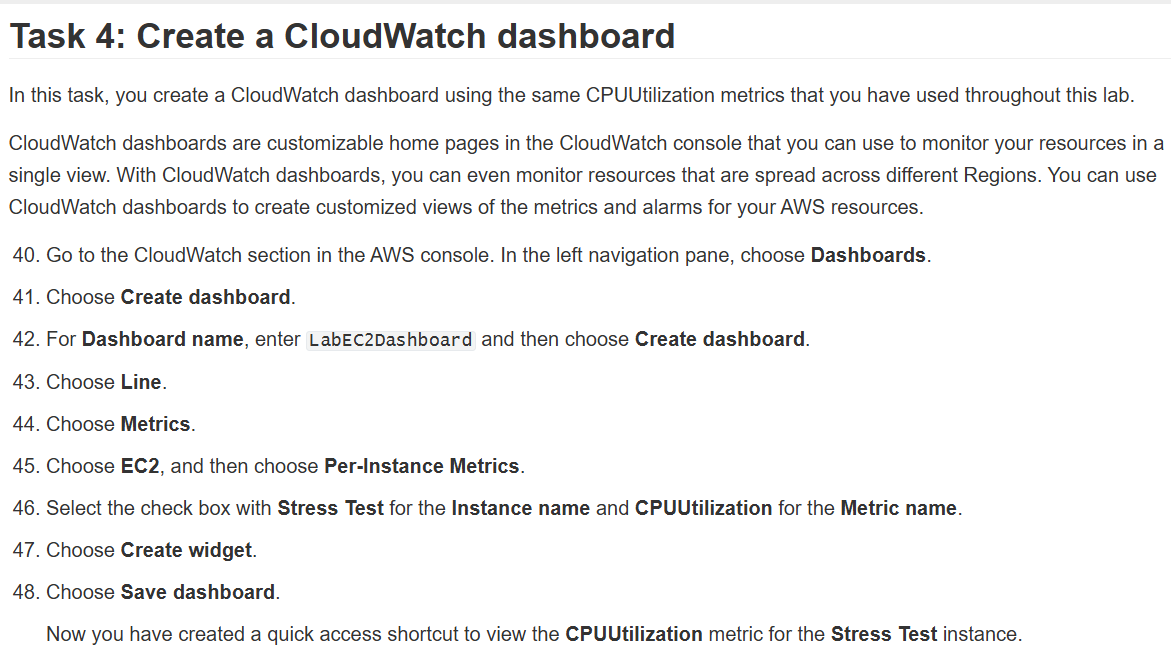 Task 4: Create a CloudWatch dashboard
In this task, you create a CloudWatch dashboard using the same CPUUtilization metrics that you have used throughout this lab.
CloudWatch dashboards are customizable home pages in the CloudWatch console that you can use to monitor your resources in a
single view. With CloudWatch dashboards, you can even monitor resources that are spread across different Regions. You can use
CloudWatch dashboards to create customized views of the metrics and alarms for your AWS resources.
40. Go to the CloudWatch section in the AWS console. In the left navigation pane, choose Dashboards.
41. Choose Create dashboard.
42. For Dashboard name, enter LabEC2Dashboard and then choose Create dashboard.
43. Choose Line.
44. Choose Metrics.
45. Choose EC2, and then choose Per-Instance Metrics.
46. Select the check box with Stress Test for the Instance name and CPUUtilization for the Metric name.
47. Choose Create widget.
48. Choose Save dashboard.
Now you have created a quick access shortcut to view the CPUUtilization metric for the Stress Test instance.